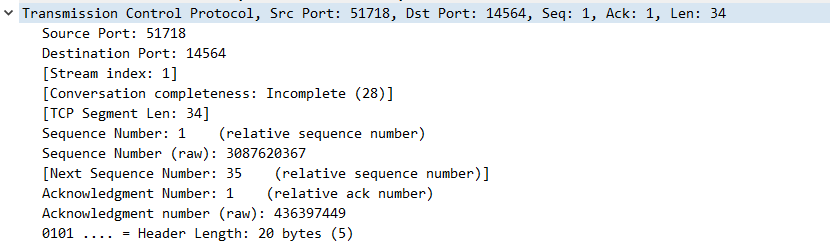 Transmission Control Protocol, Src Port: 51718, Dst Port: 14564, Seq: 1, Ack: 1, Len: 34
Source Port: 51718
Destination Port: 14564
[Stream index: 1]
[Conversation completeness: Incomplete (28)]
[TCP Segment Len: 34]
Sequence Number: 1    (relative sequence number)
Sequence Number (raw): 3087620367
[Next Sequence Number: 35    (relative sequence number)]
Acknowledgment Number: 1    (relative ack number)
Acknowledgment number (raw): 436397449
0101 .... = Header Length: 20 bytes (5)